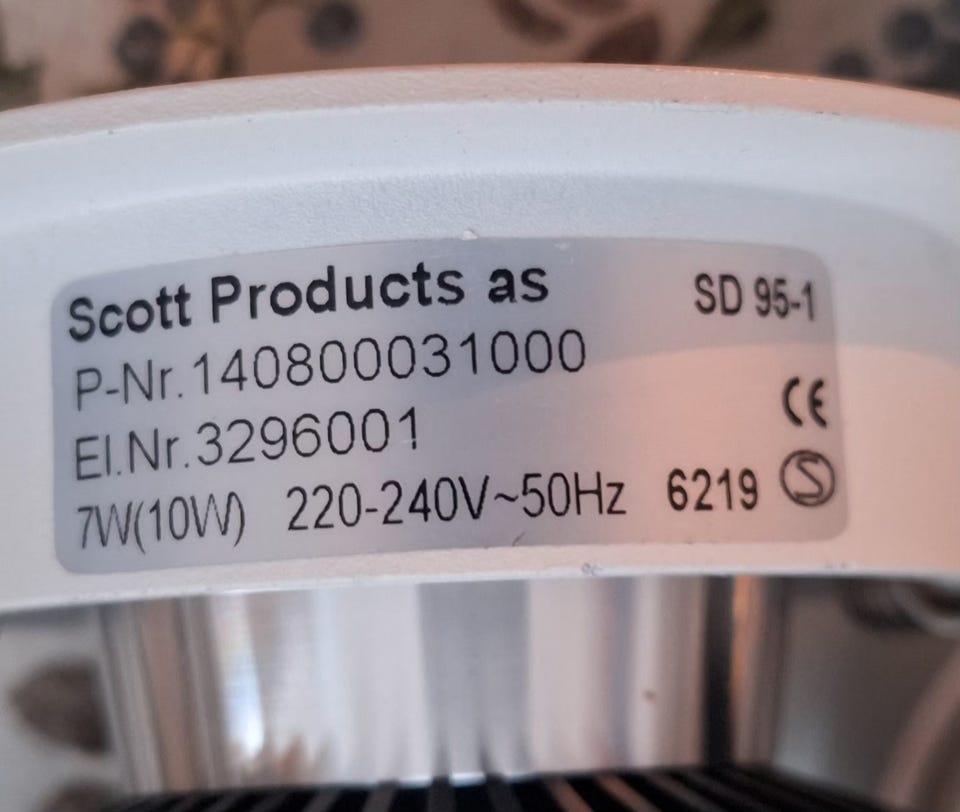 Scott Products as SD 95-1
P-Nr.140800031000
El.Nr.3296001 CE
7W(10W) 220-240V~50Hz 6219 S